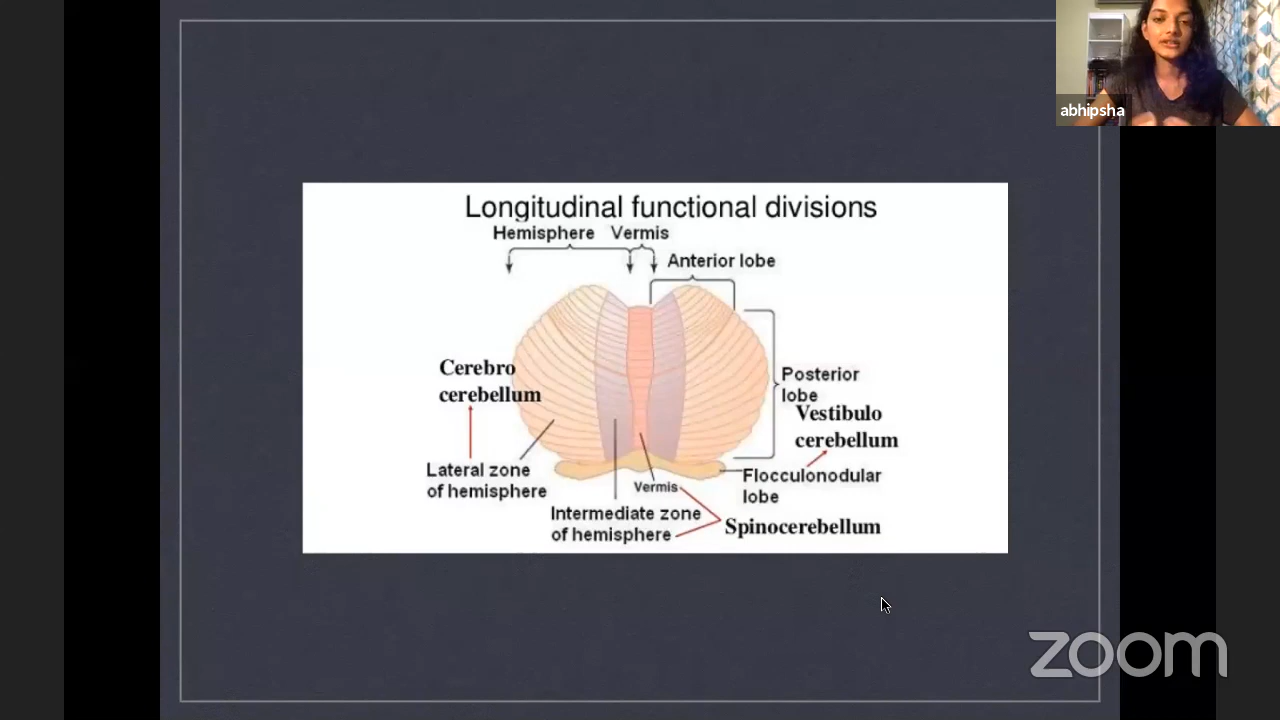 abhipsha
Longitudinal functional divisions
Hemisphere Vermis
Anterior lobe
Cerebro
cerebellum
Posterior
lobe
Vestibulo
cerebellum
Lateral zone
of hemisphere
Flocculonodular
lobe
Vermis
Intermediate zone
of hemisphere
Spinocerebellum
zoom